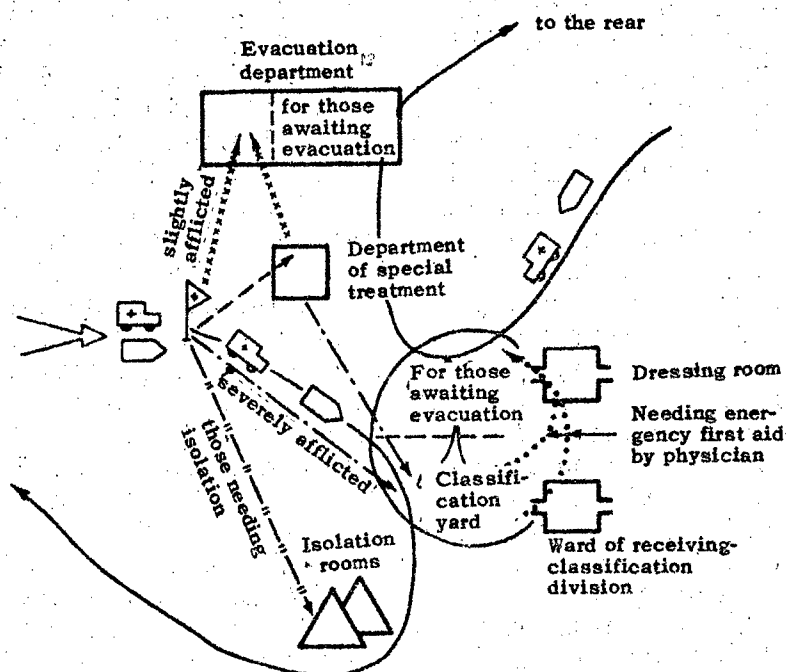 to the rear
Evacuation
department
for those
awaiting
evacuation
slightly
afflicted
Department
of special
treatment
For those
awaiting
evacuation
Dressing room
Needing ener-
gency first aid
by physician
severely afflicted
those needing
isolation
Classifi-
cation
yard
Isolation
rooms
Ward of receiving-
classification
division